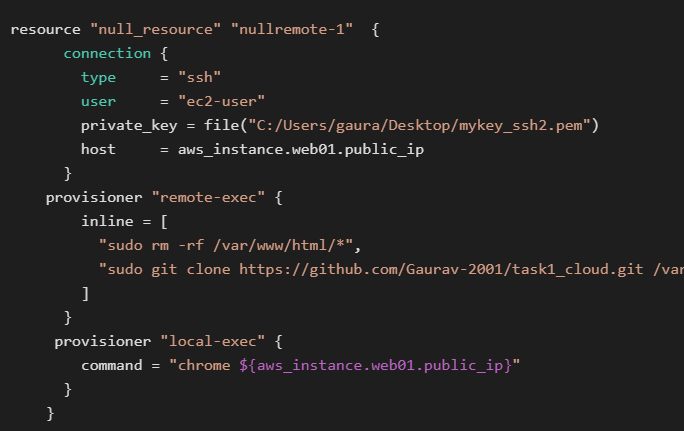 resource "null_resource" "nullremote-1"  {
      connection {
        type     = "ssh"
        user     = "ec2-user"
        private_key = file("C:/Users/gaura/Desktop/mykey_ssh2.pem")
        host     = aws_instance.web01.public_ip
      }
    provisioner "remote-exec" {
        inline = [
          "sudo rm -rf /var/www/html/*",
          "sudo git clone https://github.com/Gaurav-2001/task1_cloud.git /var
        ]
      }
     provisioner "local-exec" {
        command = "chrome ${aws_instance.web01.public_ip}"
      }
    }